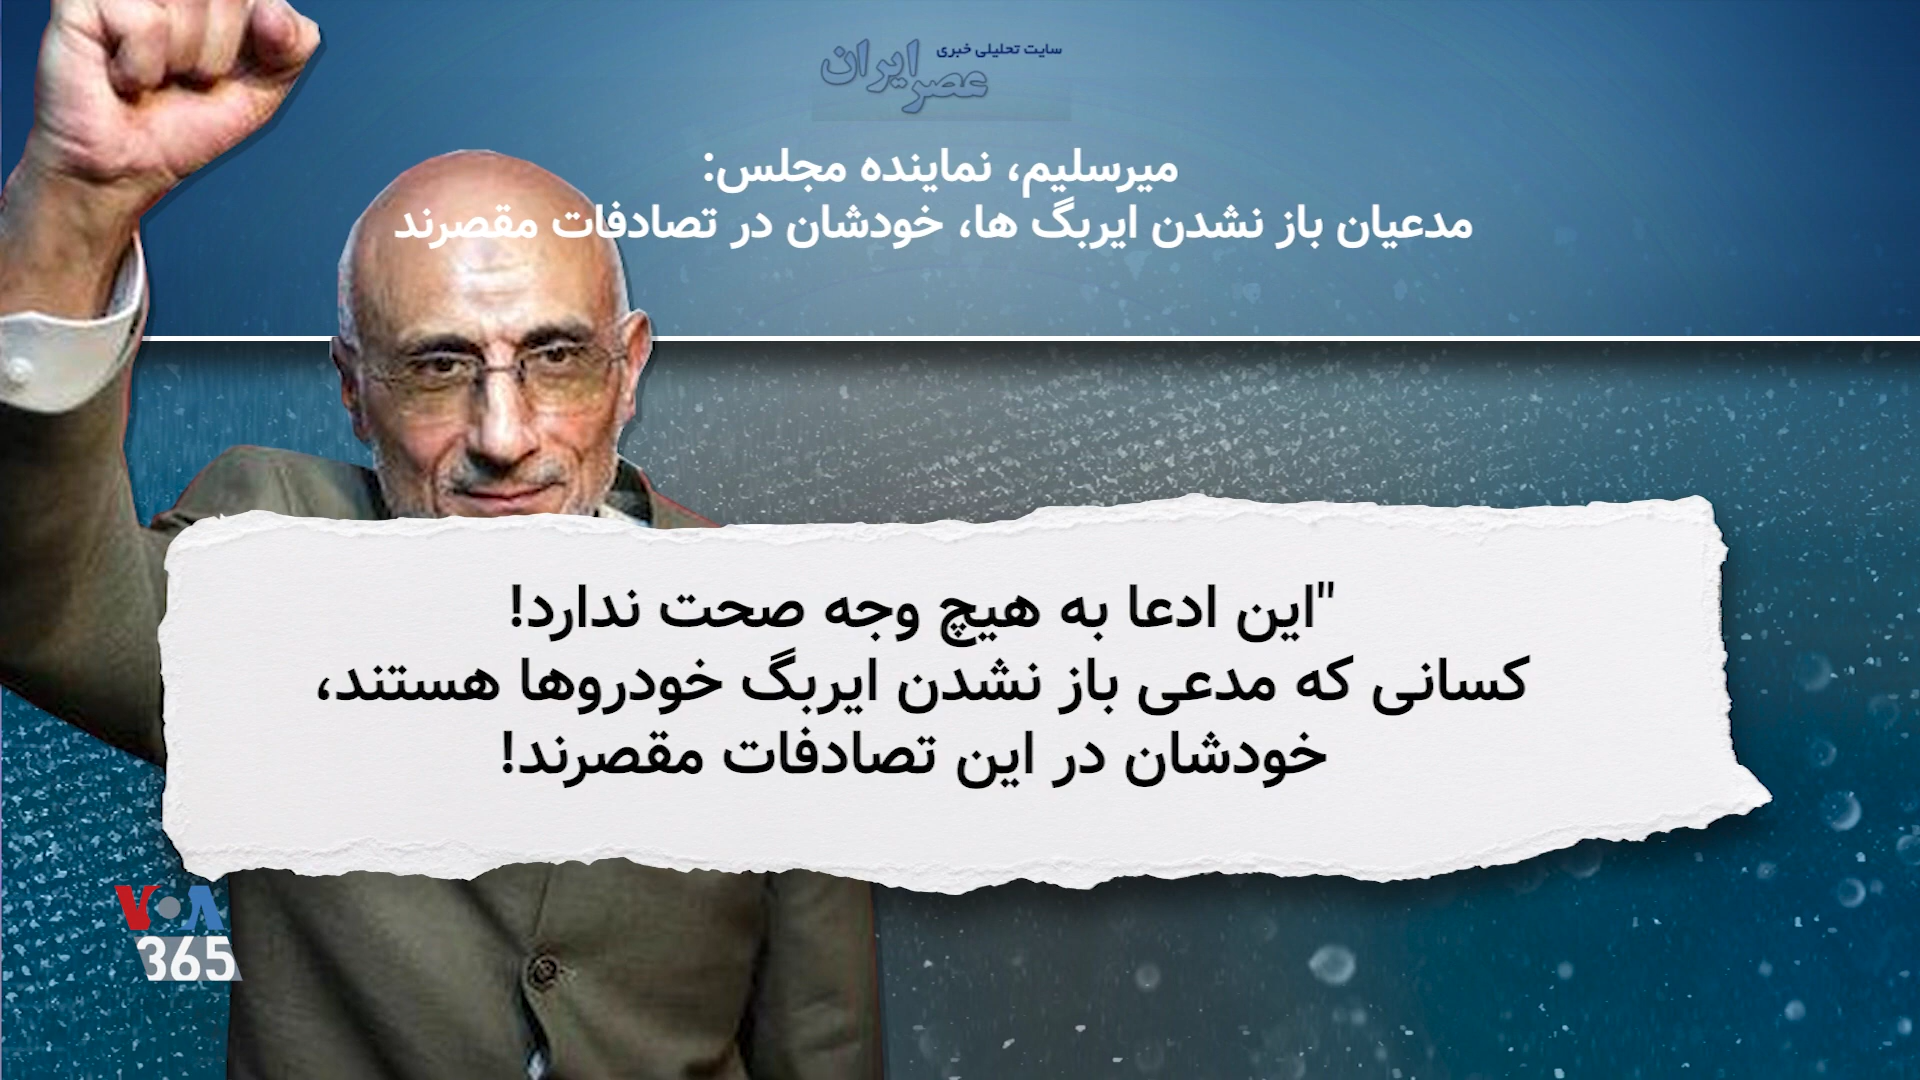 سایت تحلیلی خبری
عصر ایران
میرسلیم، نماینده مجلس:
مدعیان باز نشدن ایربگ ها، خودشان در تصادفات مقصرند
"این ادعا به هیچ وجه صحت ندارد!
کسانی که مدعی باز نشدن ایربگ خودروها هستند،
خودشان در این تصادفات مقصرند!
VOA
365